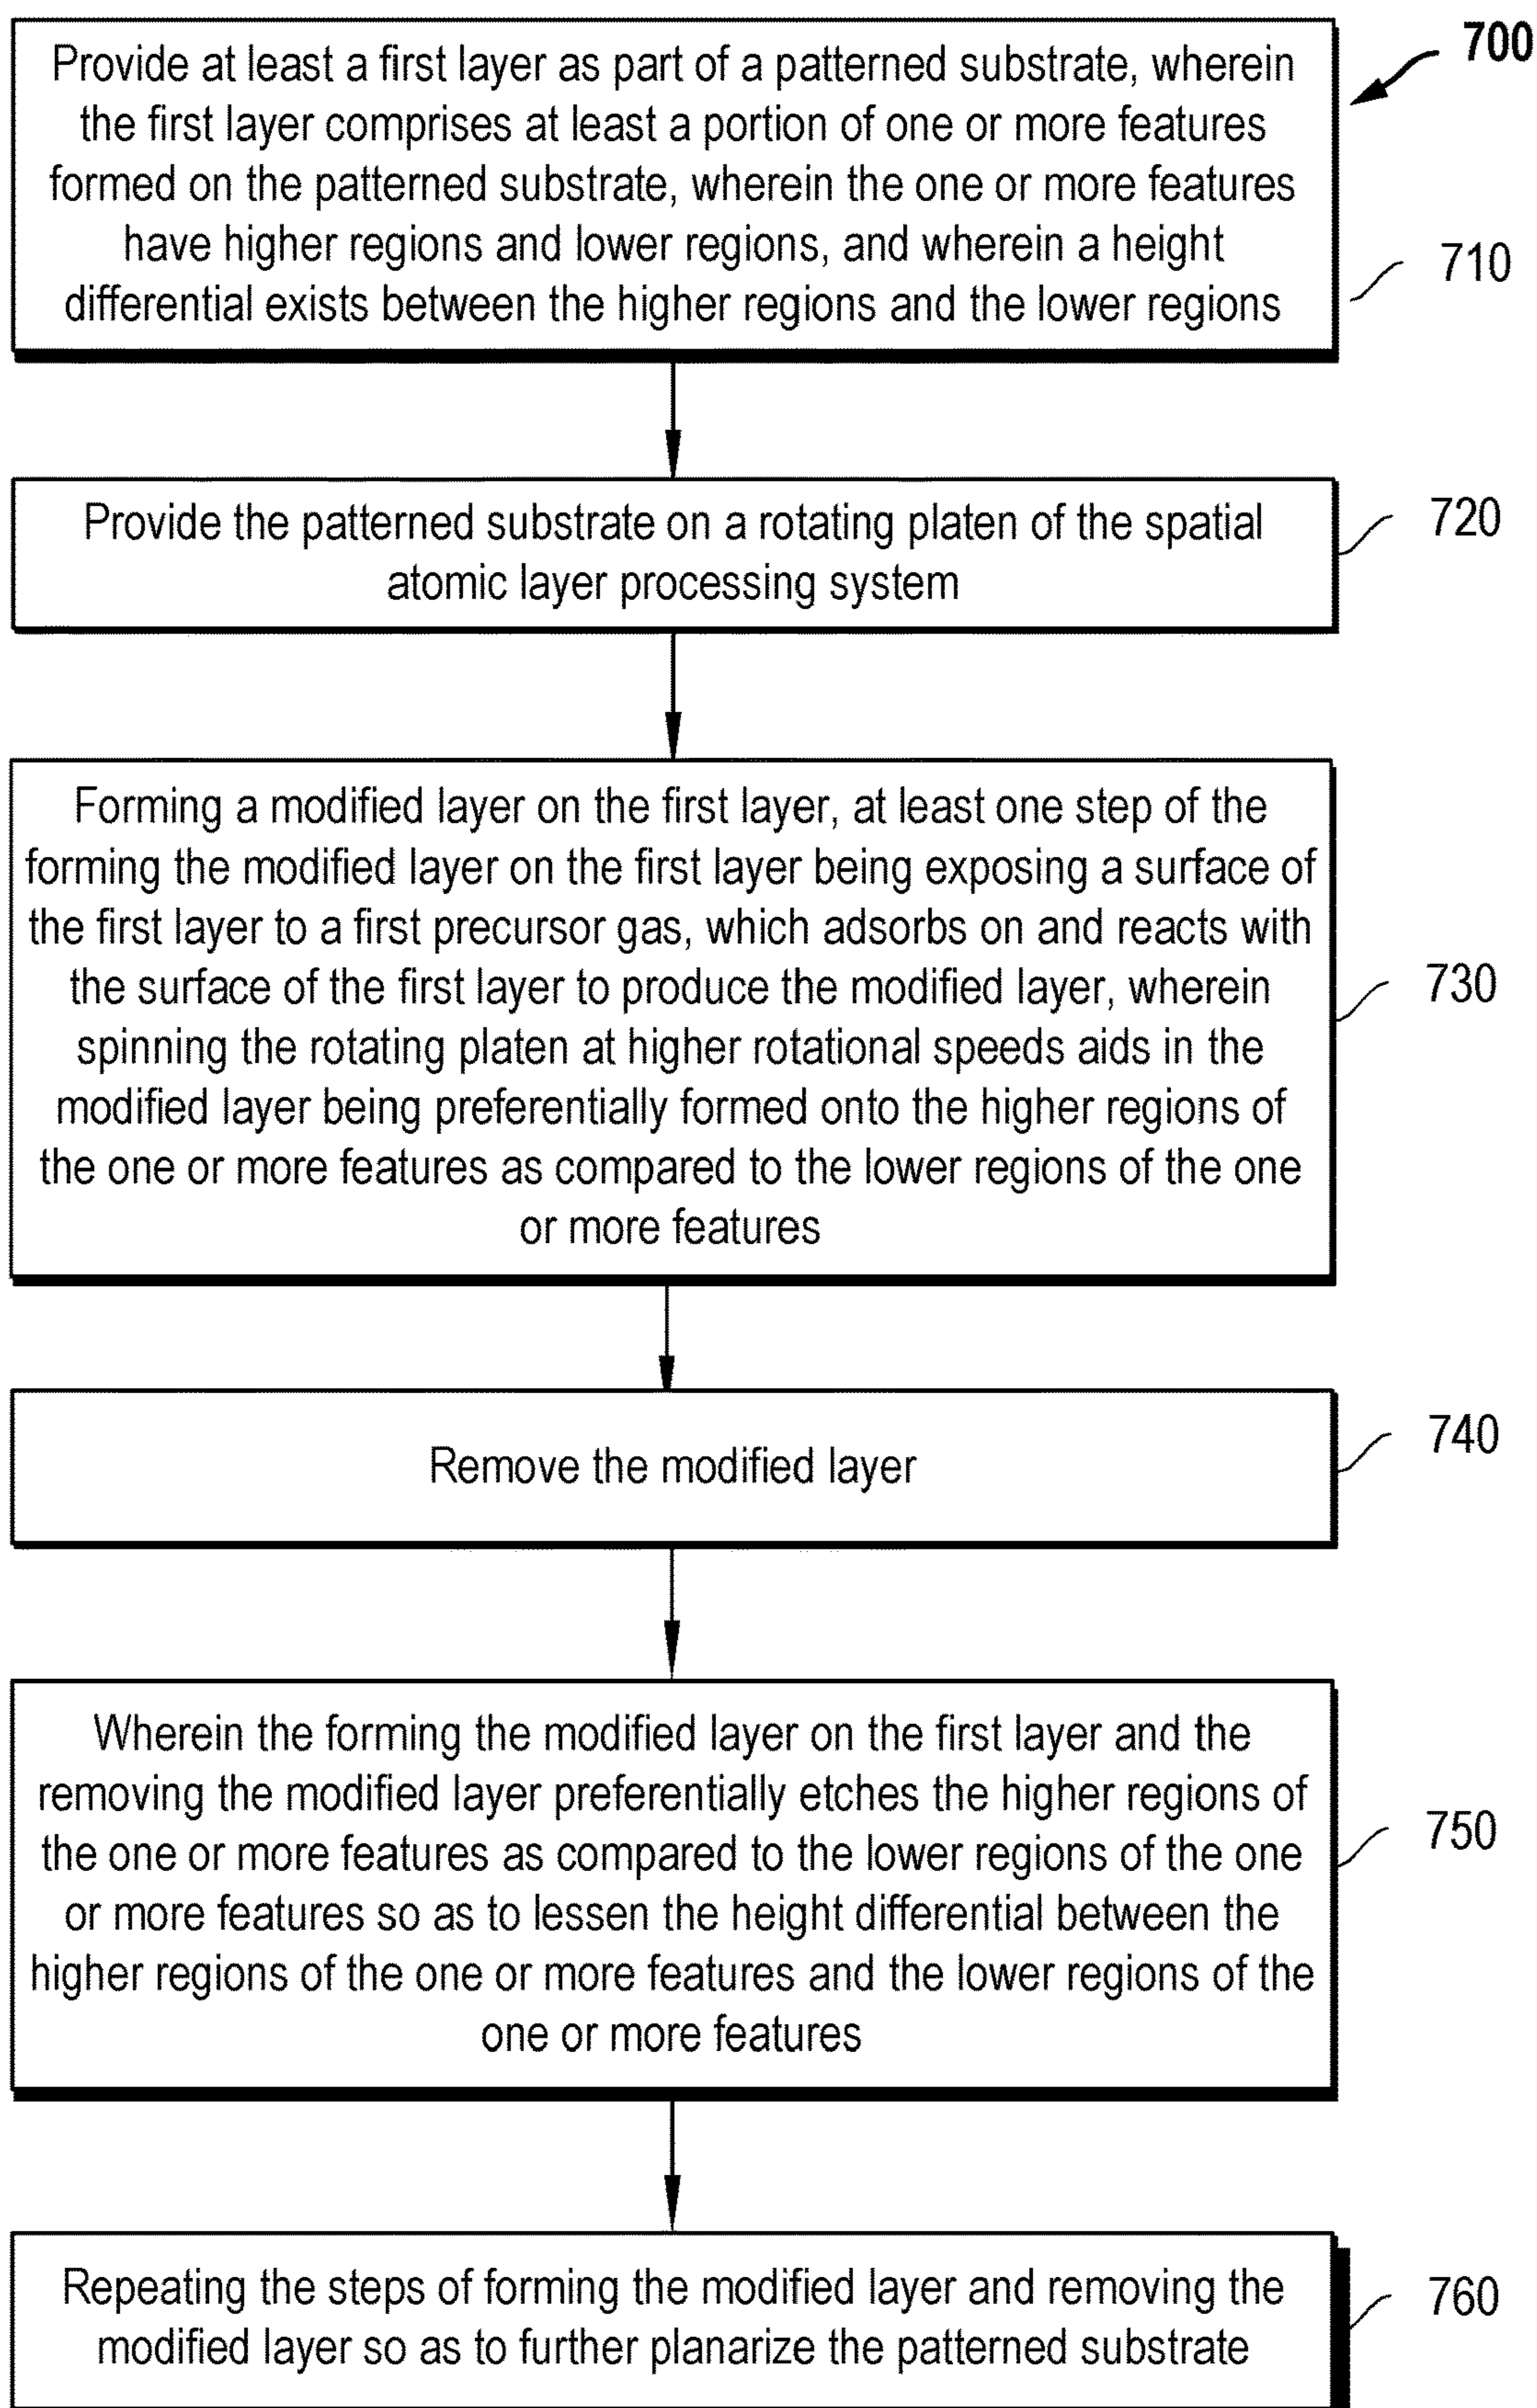 700
Provide at least a first layer as part of a patterned substrate, wherein
the first layer comprises at least a portion of one or more features
formed on the patterned substrate, wherein the one or more features
have higher regions and lower regions, and wherein a height
differential exists between the higher regions and the lower regions
710
Provide the patterned substrate on a rotating platen of the spatial
atomic layer processing system
720
Forming a modified layer on the first layer, at least one step of the
forming the modified layer on the first layer being exposing a surface of
the first layer to a first precursor gas, which adsorbs on and reacts with
the surface of the first layer to produce the modified layer, wherein
spinning the rotating platen at higher rotational speeds aids in the
modified layer being preferentially formed onto the higher regions of
the one or more features as compared to the lower regions of the one
or more features
730
Remove the modified layer
740
Wherein the forming the modified layer on the first layer and the
removing the modified layer preferentially etches the higher regions of
the one or more features as compared to the lower regions of the one
or more features so as to lessen the height differential between the
higher regions of the one or more features and the lower regions of the
one or more features
750
Repeating the steps of forming the modified layer and removing the
modified layer so as to further planarize the patterned substrate
760